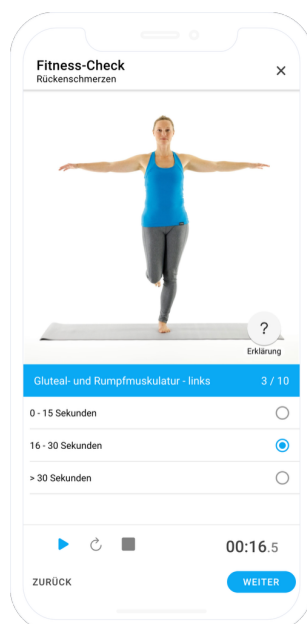 Fitness-Check
Rückenschmerzen
?
Erklärung
Gluteal- und Rumpfmuskulatur - links 3 / 10
0 - 15 Sekunden
16 - 30 Sekunden
> 30 Sekunden
00:16.5
ZURÜCK WEITER